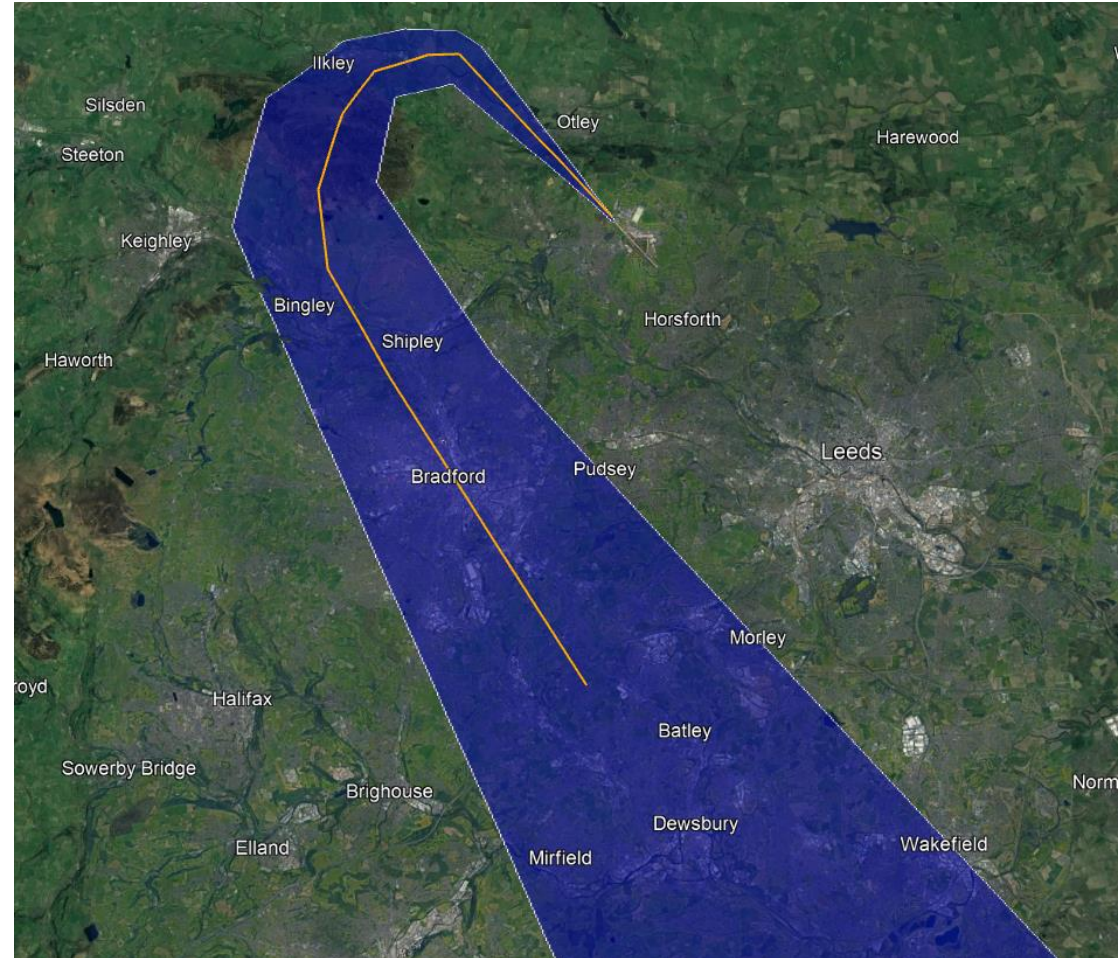 Ilkley
Silsden
Otley
Harewood
Steeton
Keighley
Bingley
Horsforth
Shipley
Haworth
Leeds
Bradford
Pudsey
Morley
royd
Halifax
Batley
Sowerby Bridge
Norm
Brighouse
Dewsbury
Elland
Mirfield
Wakefield